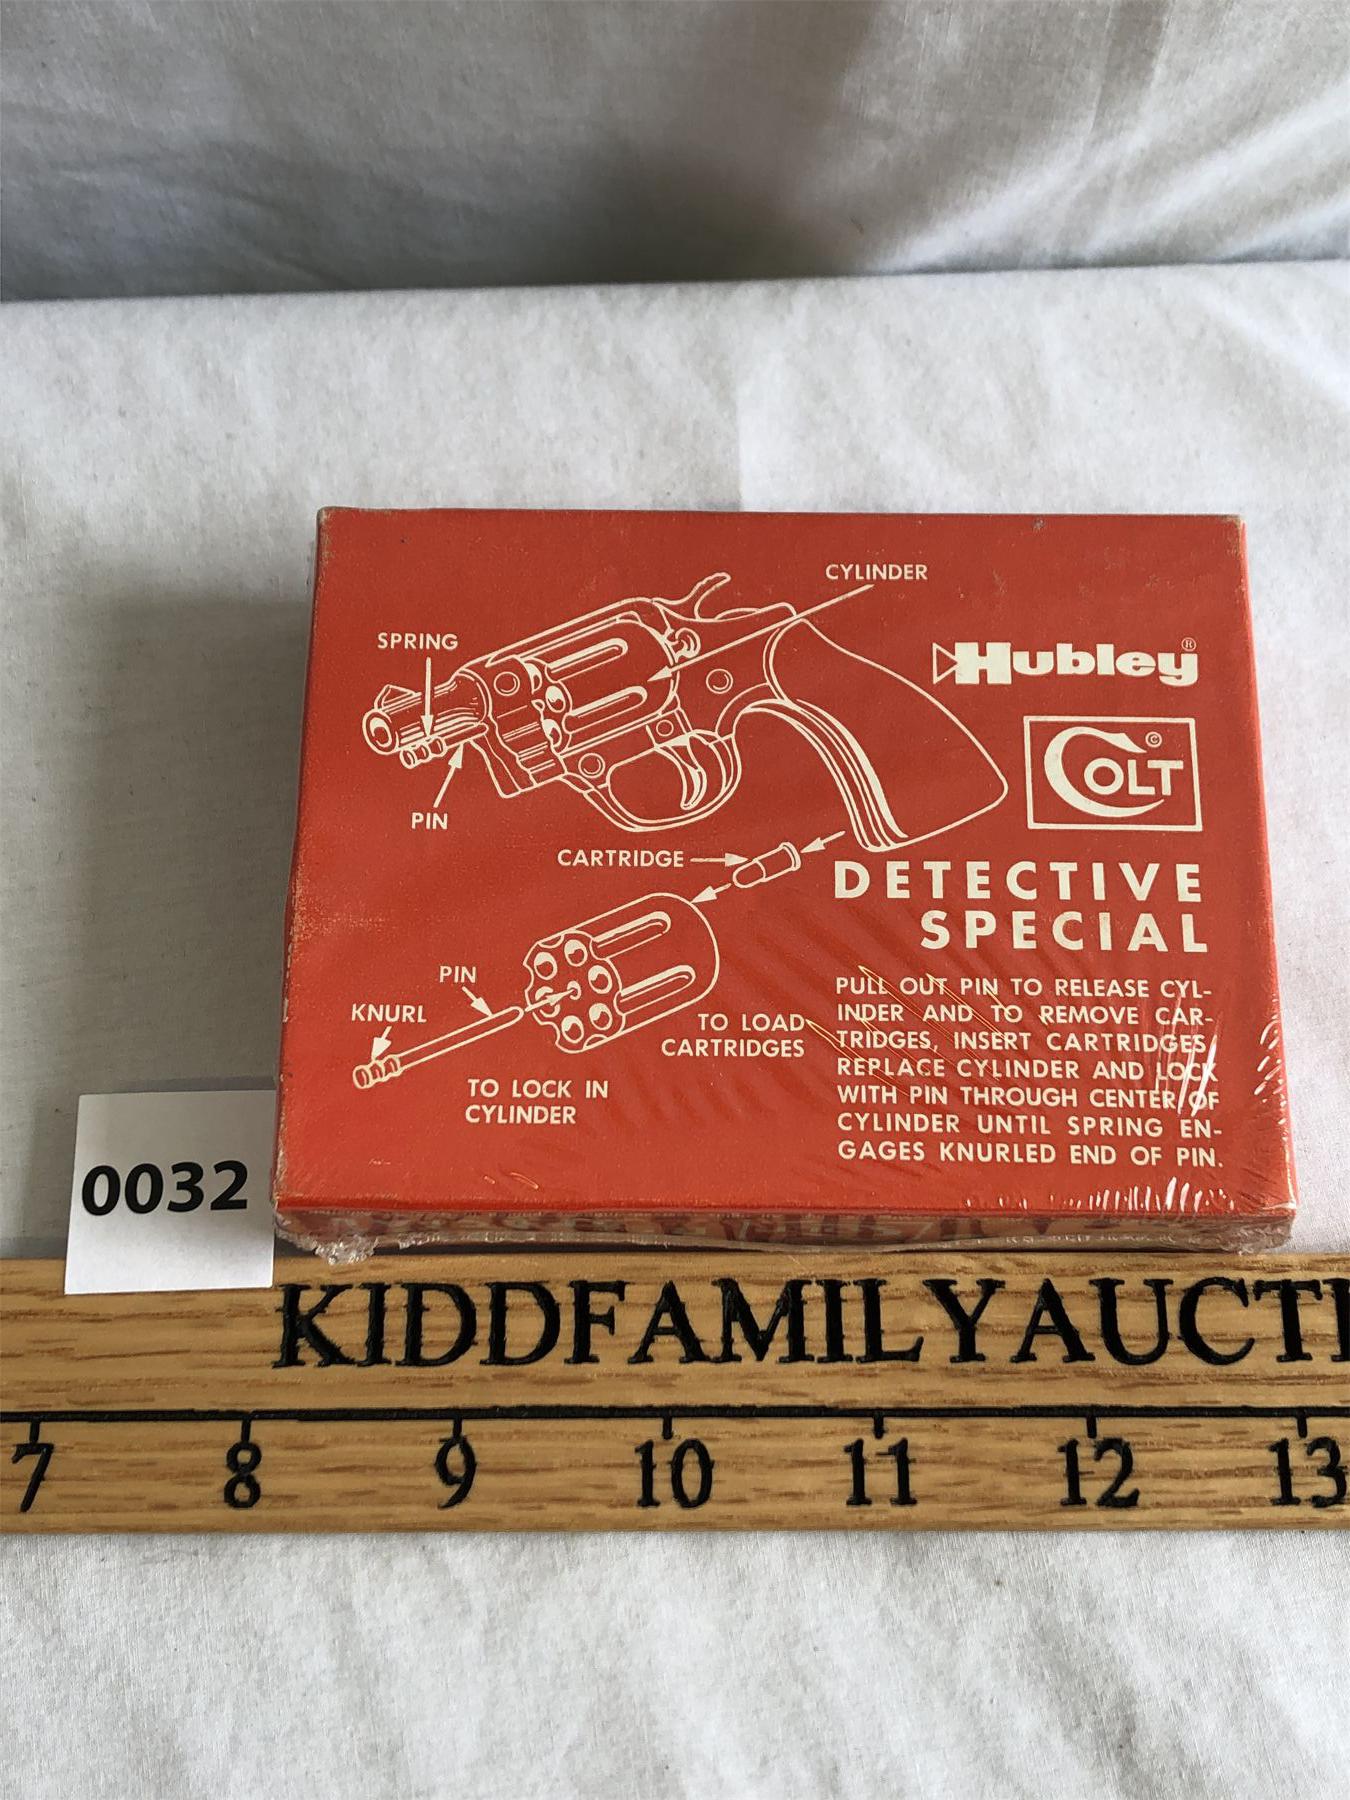 CYLINDER
SPRING
Hubley®
COLT©
PIN
CARTRIDGE
DETECTIVE
SPECIAL
PIN
KNURL
TO LOAD
CARTRIDGES
TO LOCK IN
CYLINDER
PULL OUT PIN TO RELEASE CYL-
INDER AND TO REMOVE CAR-
TRIDGES, INSERT CARTRIDGES,
REPLACE CYLINDER AND LOCK
WITH PIN THROUGH CENTER OF
CYLINDER UNTIL SPRING EN-
GAGES KNURLED END OF PIN.
0032
KIDDFAMILYAUCTI
7 8 9 10 11 12 13